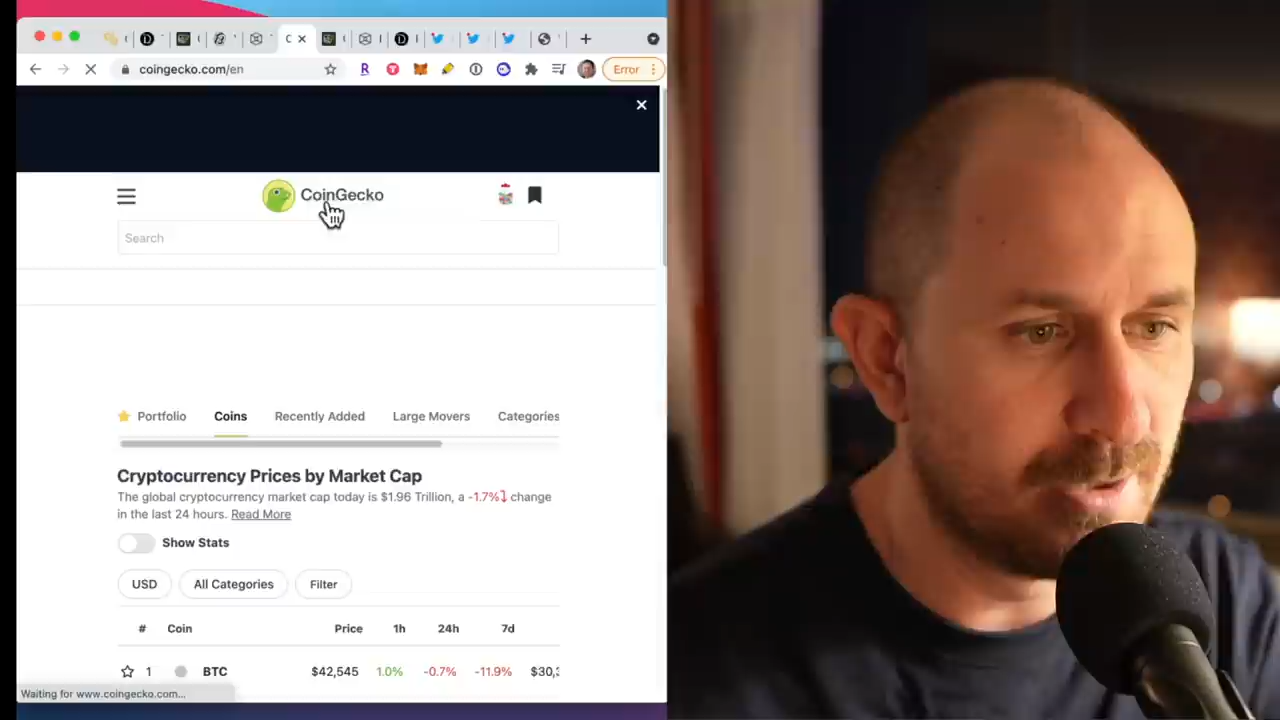 coingecko.com/en
Error
CoinGecko
Search
Portfolio Coins Recently Added Large Movers Categories
Cryptocurrency Prices by Market Cap
The global cryptocurrency market cap today is $1.96 Trillion, a -1.7% change
in the last 24 hours. Read More
Show Stats
USD All Categories Filter
# Coin Price 1h 24h 7d
1 BTC $42,545 1.0% -0.7% -11.9%
Waiting for www.coingecko.com...